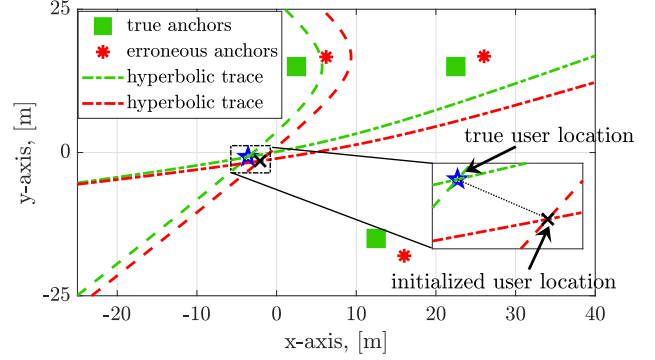 25
true anchors
erroneous anchors
hyperbolic trace
hyperbolic trace
true user location
y-axis, [m]
0
initialized user location
-25
-20
-10
0
10
20
30
40
x-axis, [m]